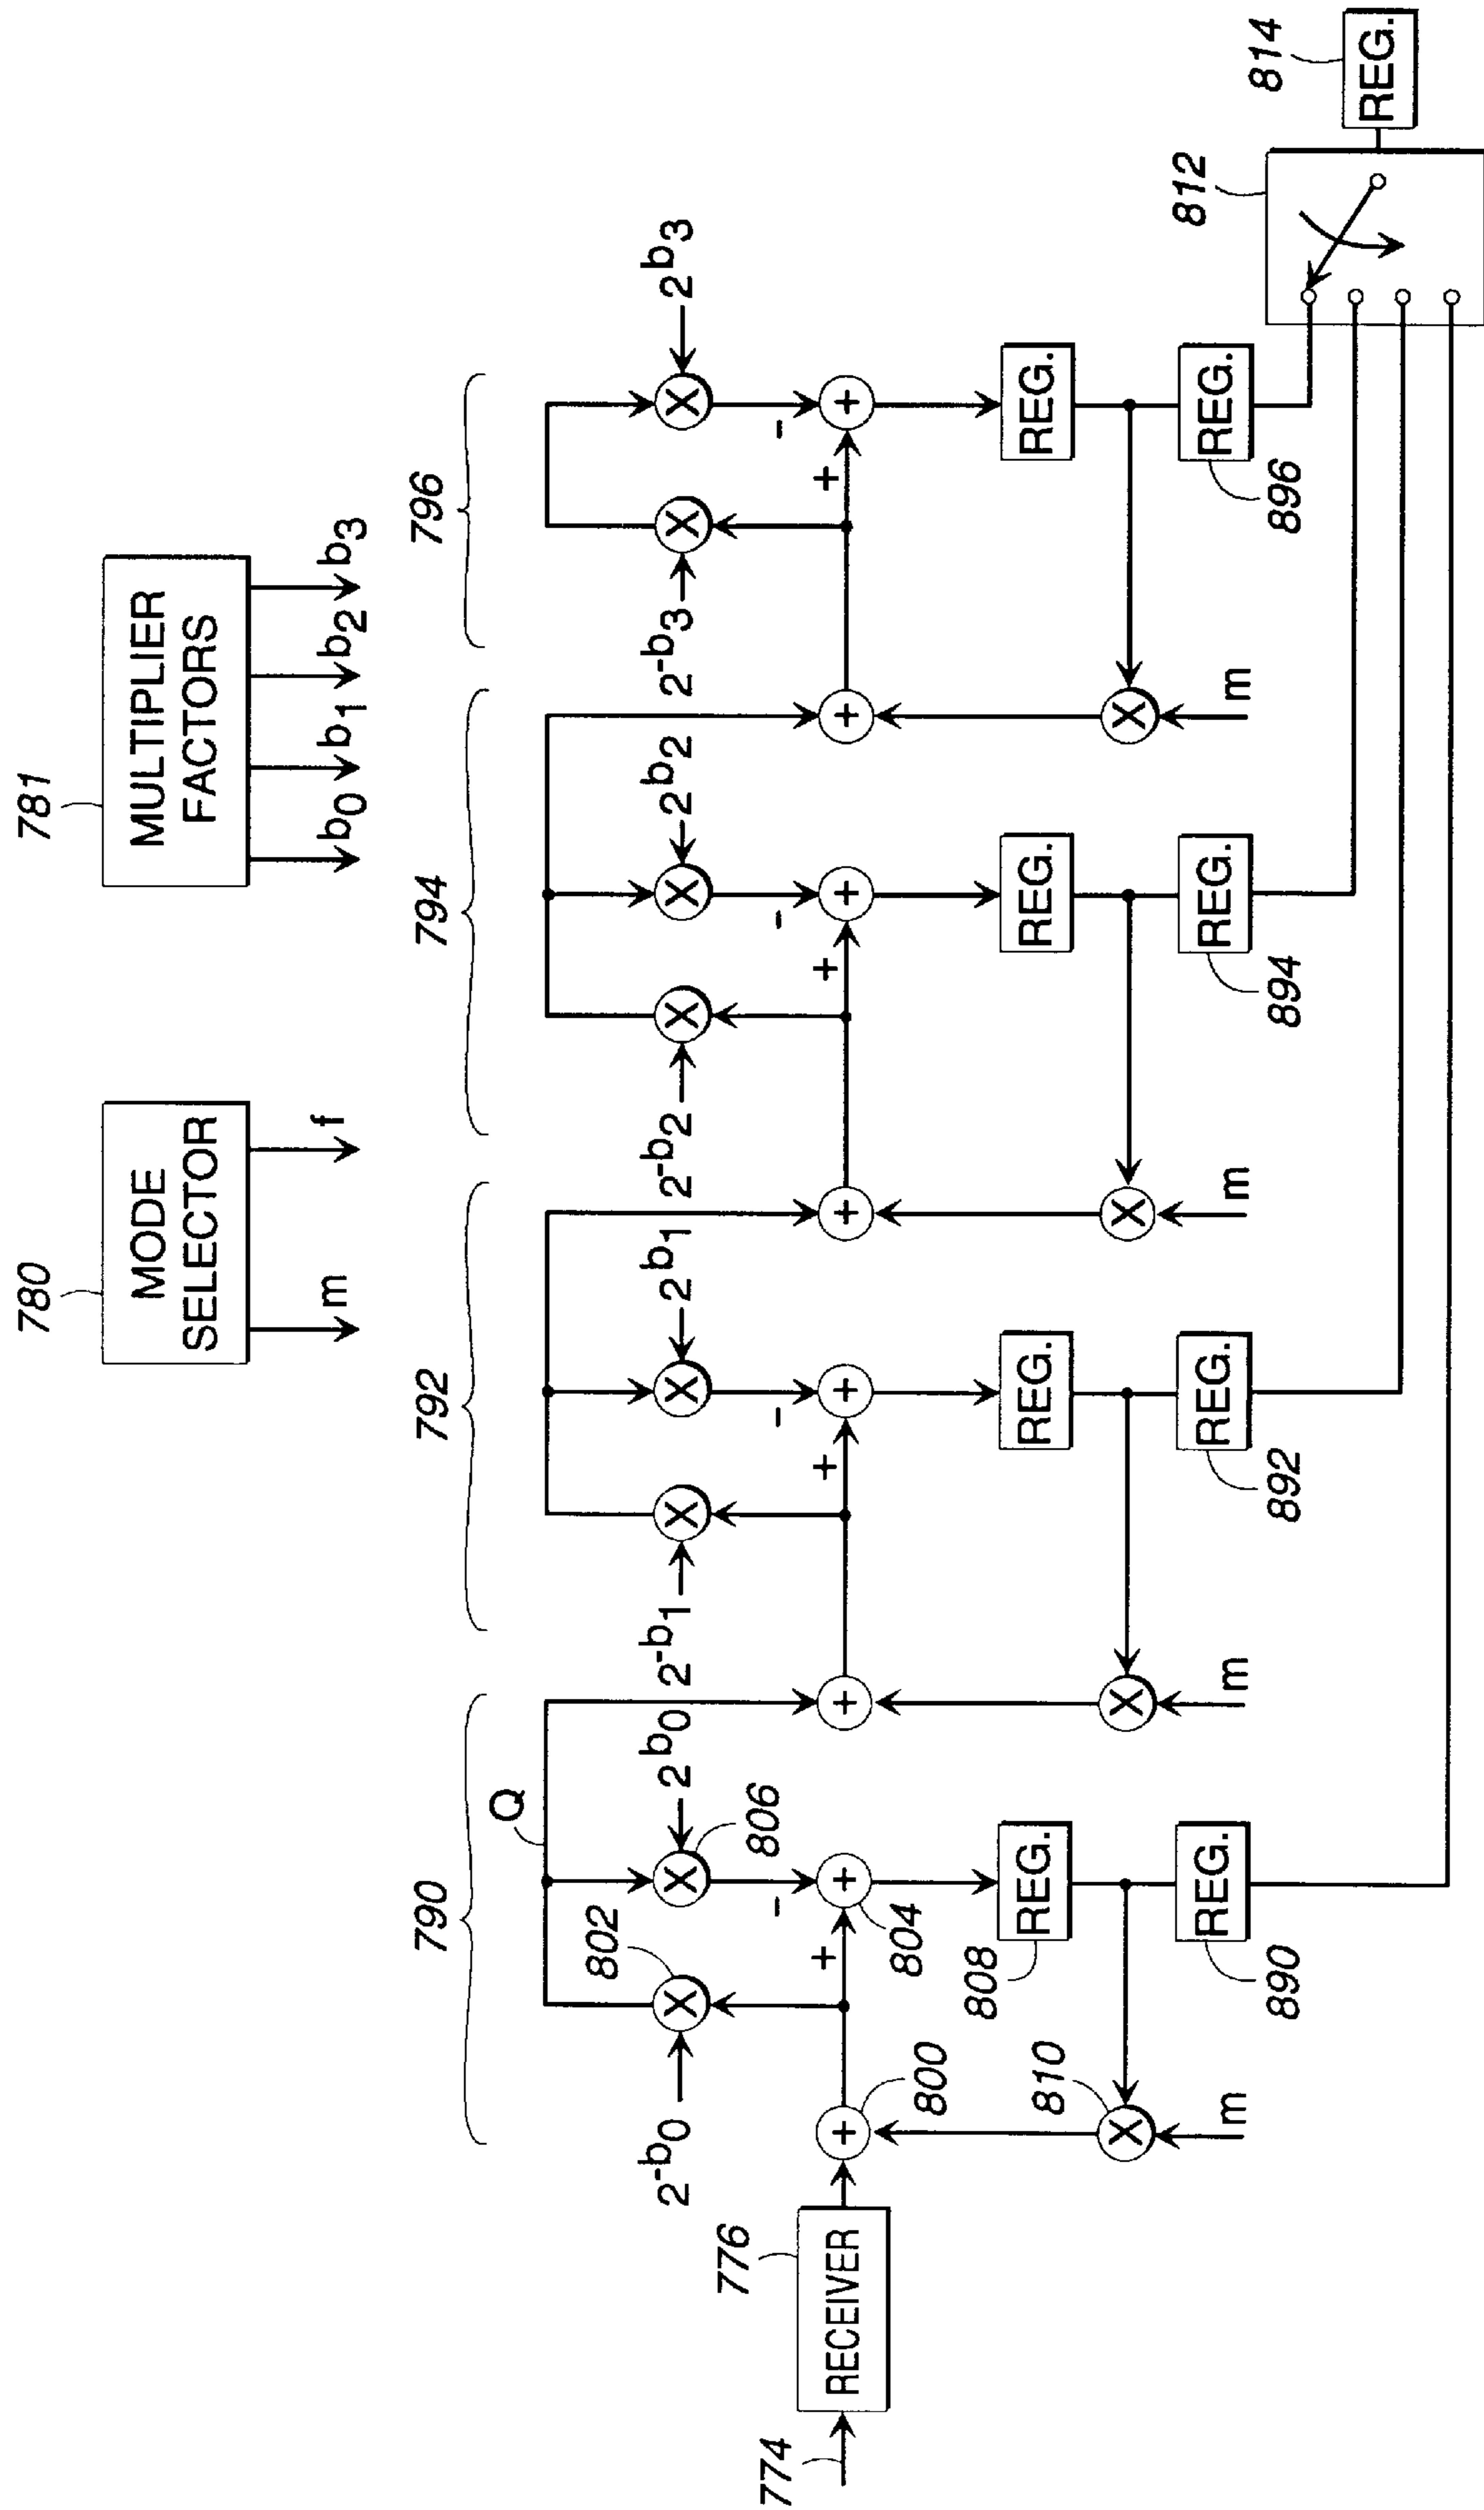 780
MODE
SELECTOR
m
f
781
MULTIPLIER
FACTORS
b0
b1
b2
b3
790
792
794
796
Q
802
2-b0
2b0
806
2-b1
2b1
2-b2
2b2
2-b3
2b3
774
776
RECEIVER
+
+
-
+
+
+
-
+
+
+
-
+
+
+
-
+
800
804
808
REG.
REG.
REG.
REG.
810
X
X
X
X
X
X
X
X
X
X
X
X
m
m
m
m
REG.
REG.
REG.
REG.
890
892
894
896
812
814
REG.